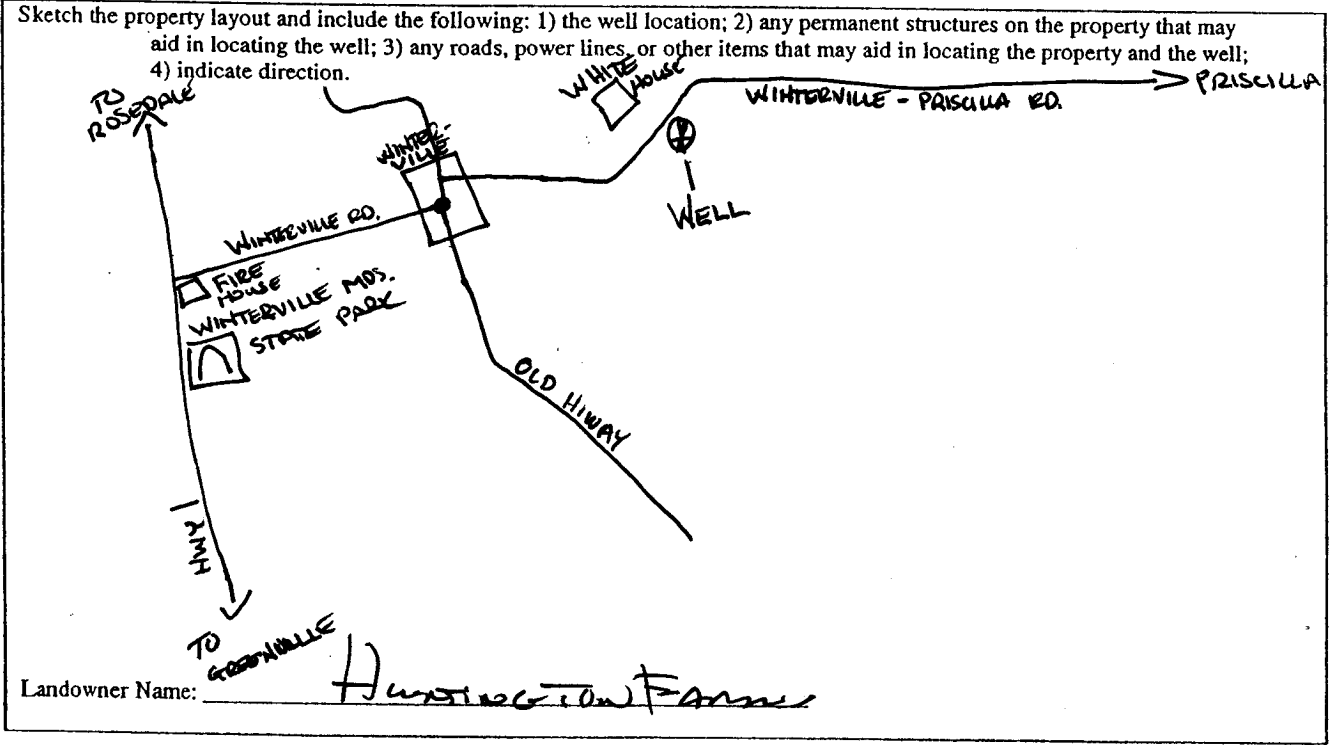 Sketch the property layout and include the following: 1) the well location; 2) any permanent structures on the property that may
aid in locating the well; 3) any roads, power lines, or other items that may aid in locating the property and the well;
4) indicate direction.
TO
ROSEDALE
WHITE
HOUSE
PRISCILLA
WINTERVILLE - PRISCILLA RD.
WINTER-
VILLE
WELL
WINTERVILLE RD.
FIRE
HOUSE
WINTERVILLE MDS.
STATE PARK
OLD HIWAY
HWY 1
TO
GREENVILLE
Landowner Name: HUNTINGTON FARMS